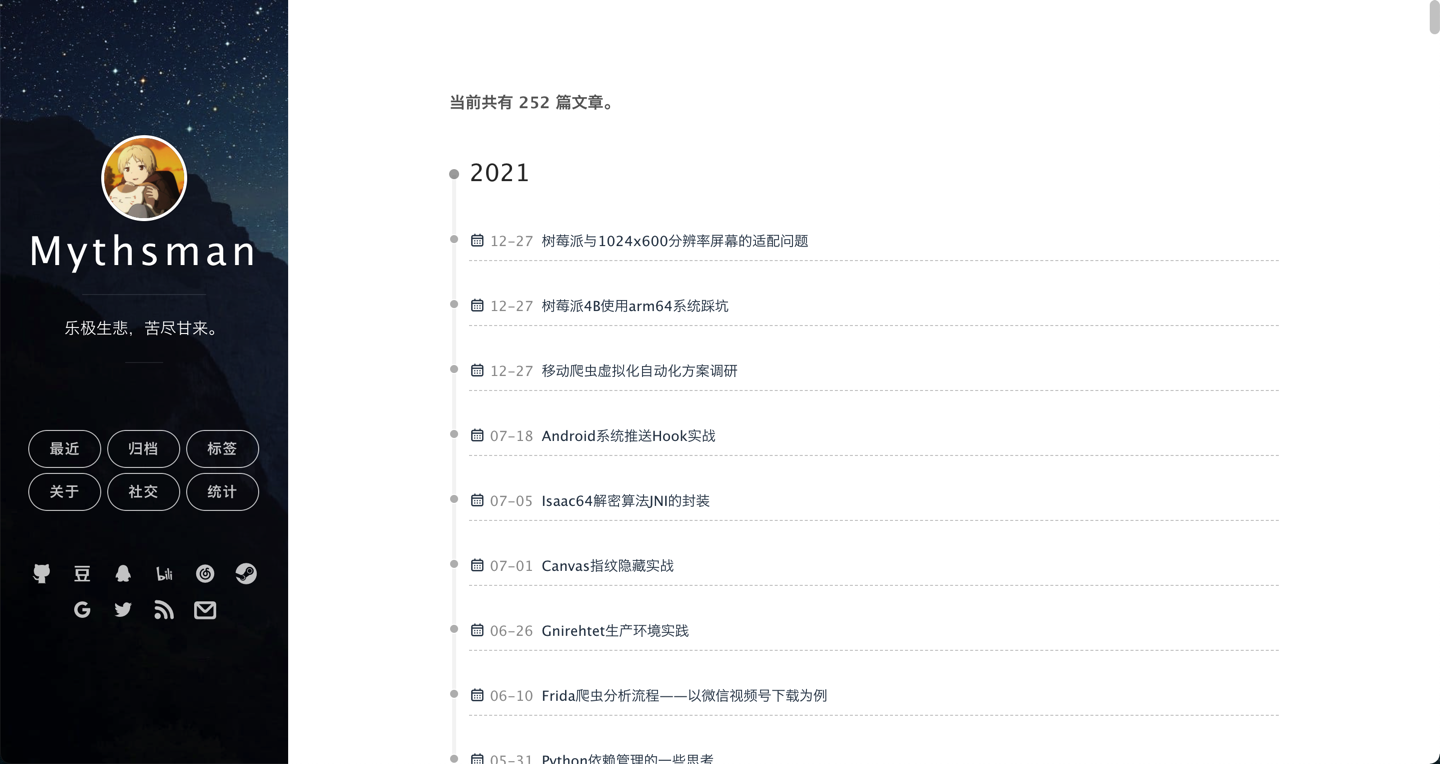 Mythsman
乐极生悲，苦尽甘来。
最近 归档 标签
关于 社交 统计
当前共有 252 篇文章。
2021
12-27 树莓派与1024x600分辨率屏幕的适配问题
12-27 树莓派4B使用arm64系统踩坑
12-27 移动爬虫虚拟化自动化方案调研
07-18 Android系统推送Hook实战
07-05 Isaac64解密算法JNI的封装
07-01 Canvas指纹隐藏实战
06-26 Gnirehtet生产环境实践
06-10 Frida爬虫分析流程——以微信视频号下载为例
05-31 Python依赖管理的一些思考